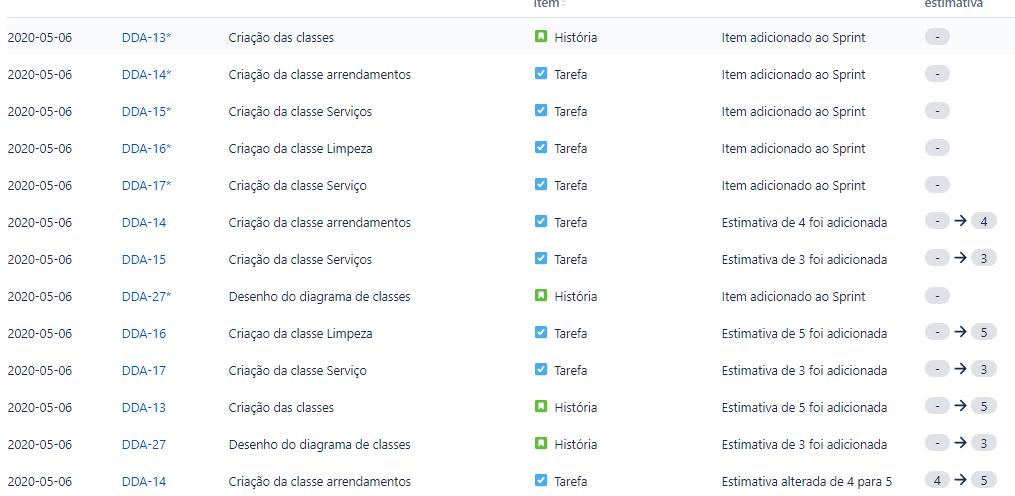 item estimativa
2020-05-06 DDA-13* Criação das classes História Item adicionado ao Sprint -
2020-05-06 DDA-14* Criação da classe arrendamentos Tarefa Item adicionado ao Sprint -
2020-05-06 DDA-15* Criação da classe Serviços Tarefa Item adicionado ao Sprint -
2020-05-06 DDA-16* Criaçao da classe Limpeza Tarefa Item adicionado ao Sprint -
2020-05-06 DDA-17* Criação da classe Serviço Tarefa Item adicionado ao Sprint -
2020-05-06 DDA-14 Criação da classe arrendamentos Tarefa Estimativa de 4 foi adicionada - → 4
2020-05-06 DDA-15 Criação da classe Serviços Tarefa Estimativa de 3 foi adicionada - → 3
2020-05-06 DDA-27* Desenho do diagrama de classes História Item adicionado ao Sprint -
2020-05-06 DDA-16 Criaçao da classe Limpeza Tarefa Estimativa de 5 foi adicionada - → 5
2020-05-06 DDA-17 Criação da classe Serviço Tarefa Estimativa de 3 foi adicionada - → 3
2020-05-06 DDA-13 Criação das classes História Estimativa de 5 foi adicionada - → 5
2020-05-06 DDA-27 Desenho do diagrama de classes História Estimativa de 3 foi adicionada - → 3
2020-05-06 DDA-14 Criação da classe arrendamentos Tarefa Estimativa alterada de 4 para 5 4 → 5